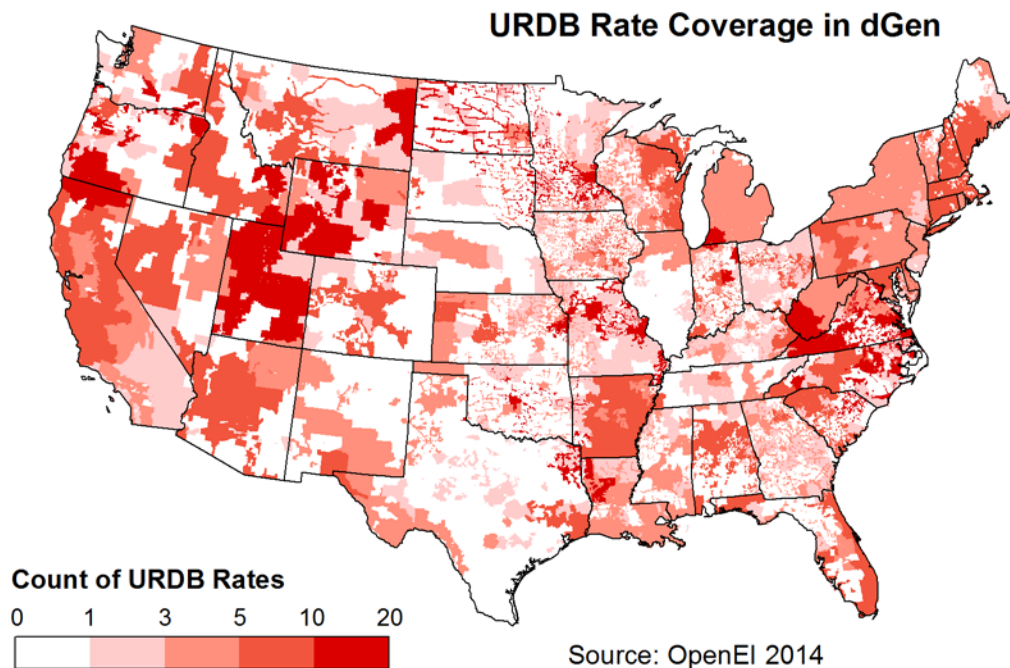 URDB Rate Coverage in dGen
Count of URDB Rates
0 1 3 5 10 20
Source: OpenEI 2014